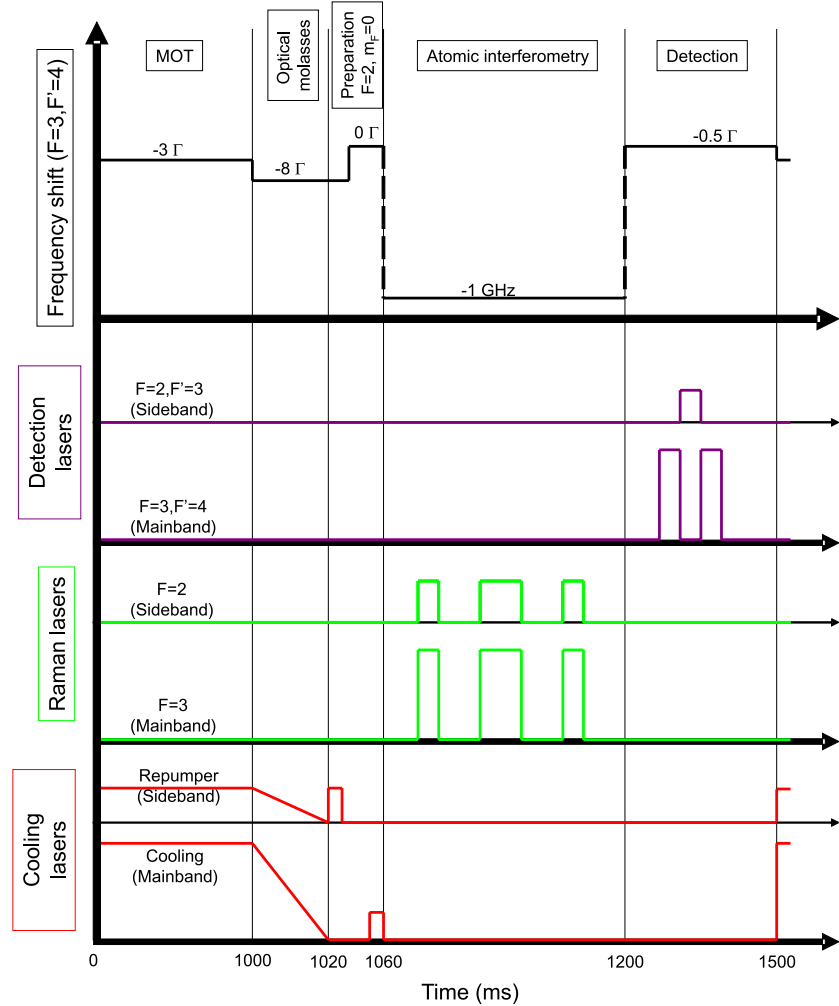 MOT
Optical
molasses
Preparation
F=2, mF=0
Atomic interferometry
Detection
Frequency shift (F=3,F'=4)
-3 Γ
-8 Γ
0 Γ
-1 GHz
-0.5 Γ
Detection
lasers
F=2,F'=3
(Sideband)
F=3,F'=4
(Mainband)
Raman lasers
F=2
(Sideband)
F=3
(Mainband)
Cooling
lasers
Repumper
(Sideband)
Cooling
(Mainband)
0
1000
1020
1060
1200
1500
Time (ms)